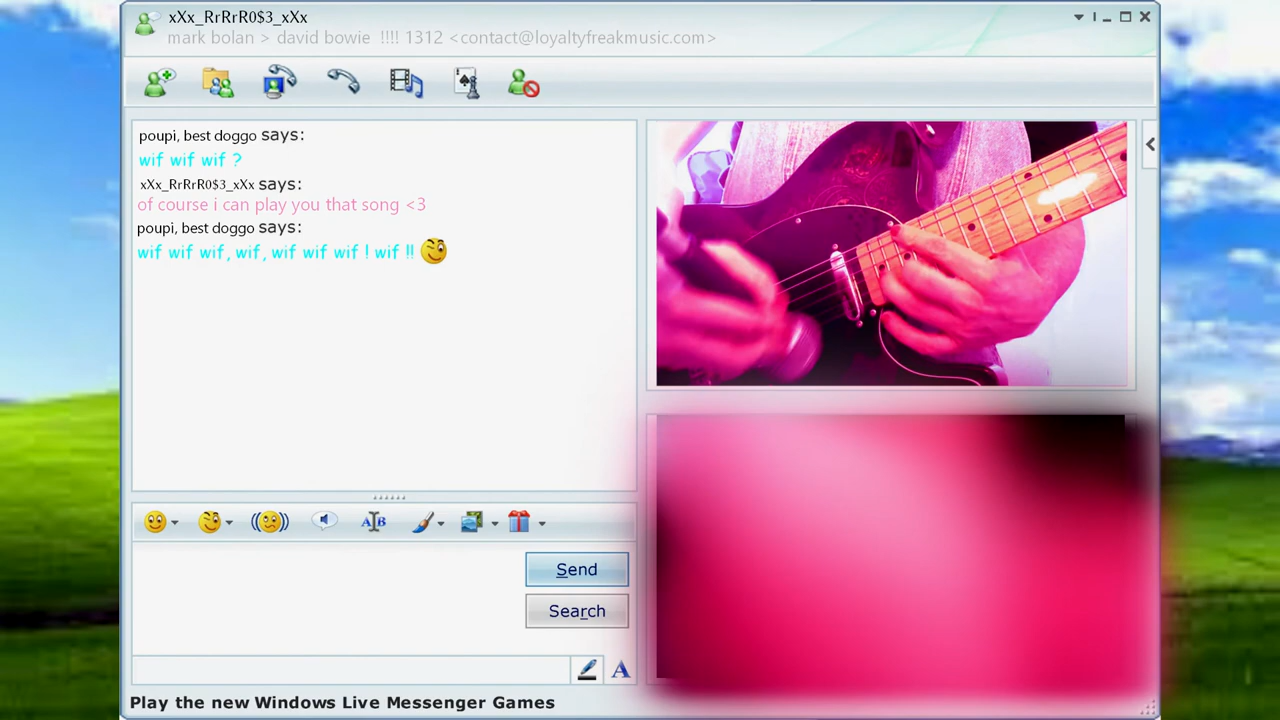 xXx_RrRrR0$3_xXx
mark bolan > david bowie !!!! 1312 <contact@loyaltyfreakmusic.com>
poupi, best doggo says:
wif wif wif ?
xXx_RrRrR0$3_xXx says:
of course i can play you that song <3
poupi, best doggo says:
wif wif wif, wif, wif wif wif ! wif !!
Send
Search
Play the new Windows Live Messenger Games